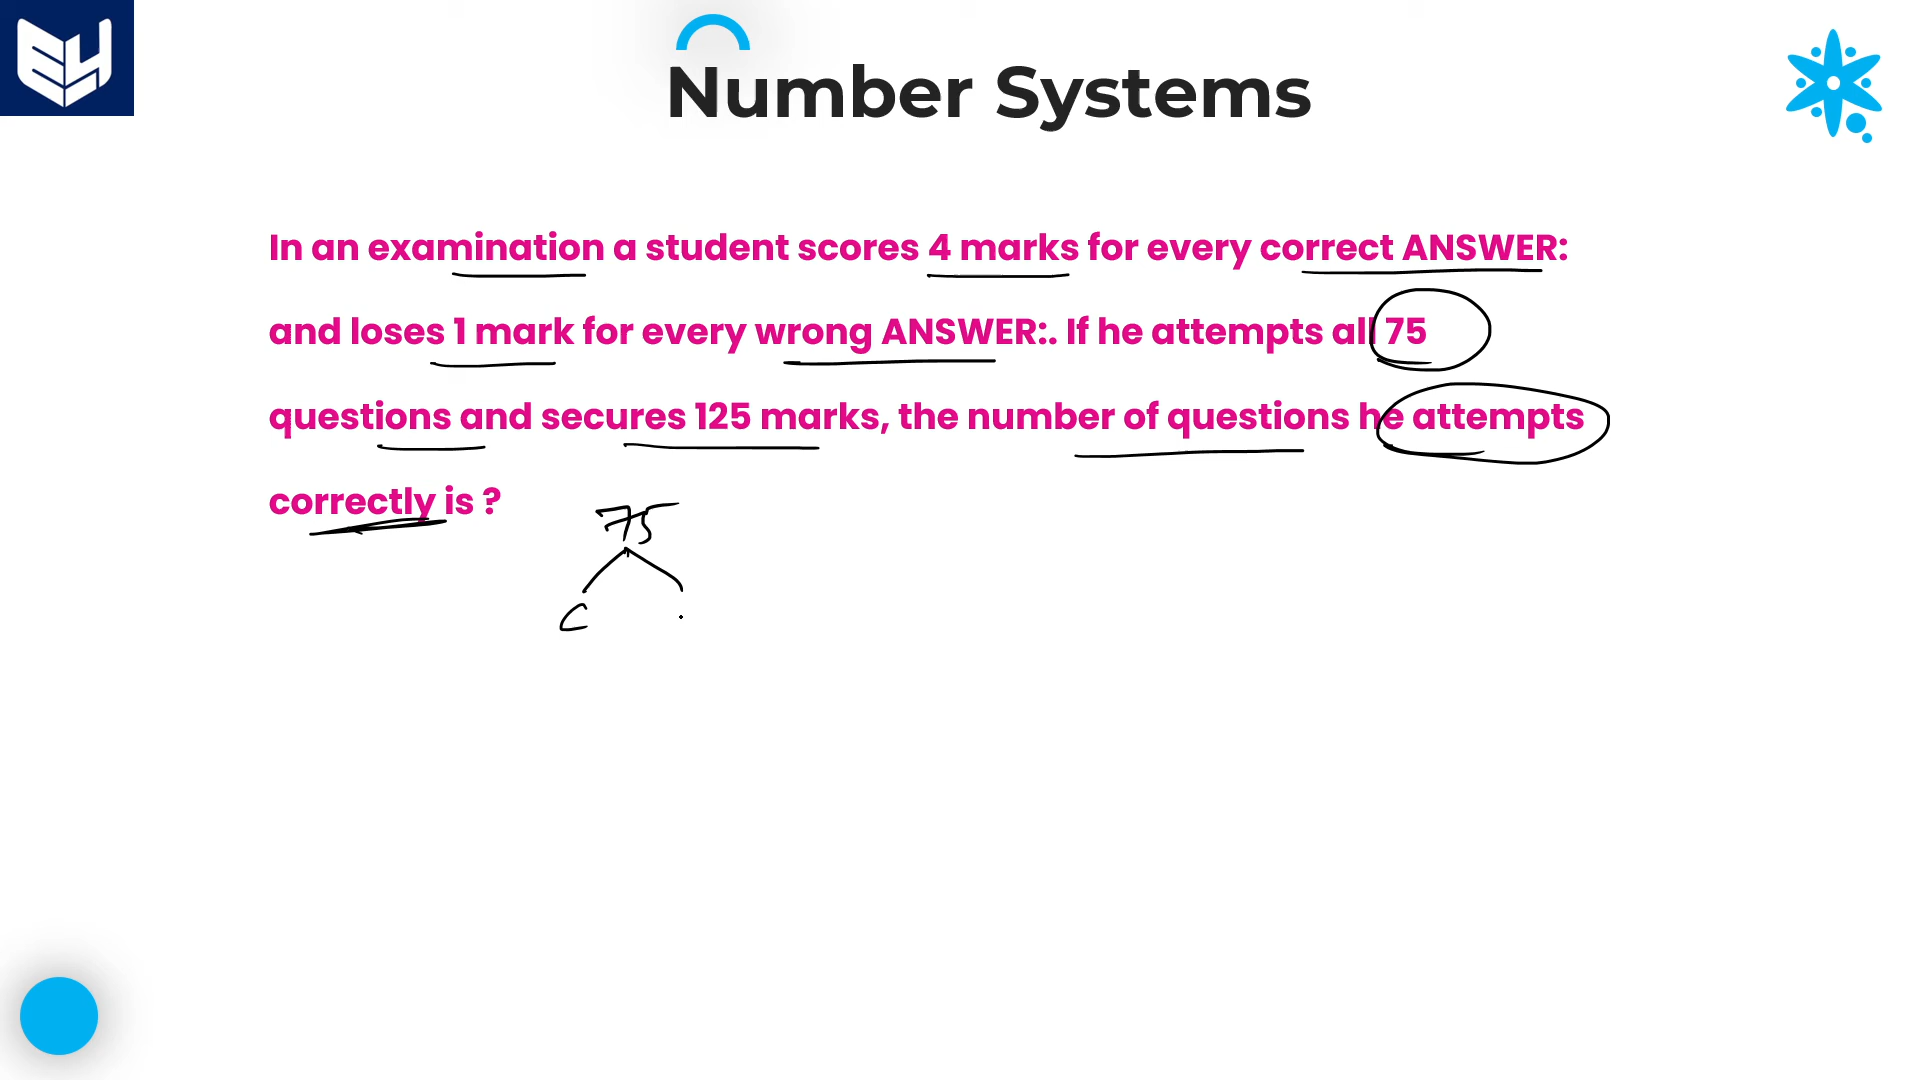 Number Systems
In an examination a student scores 4 marks for every correct ANSWER:
and loses 1 mark for every wrong ANSWER:. If he attempts all 75
questions and secures 125 marks, the number of questions he attempts
correctly is ?
75
C